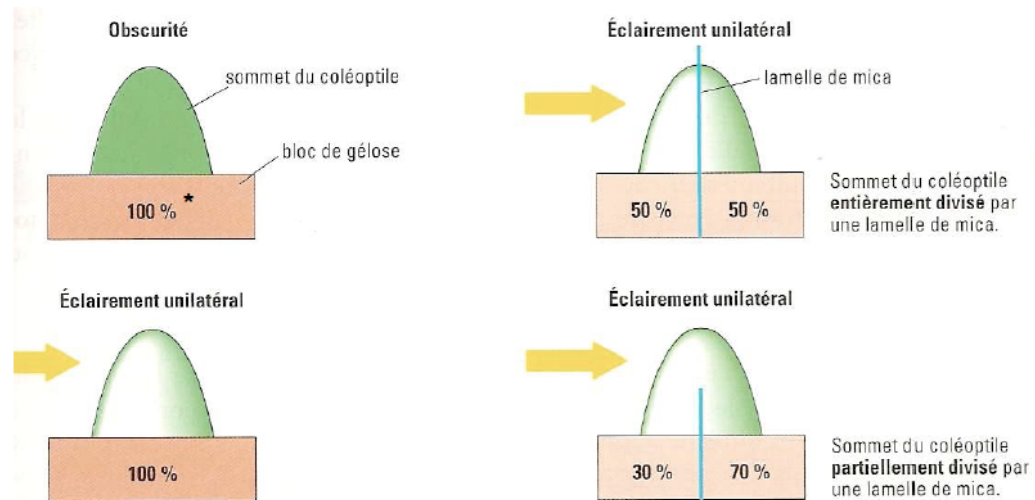 Obscurité
sommet du coléoptile
bloc de gélose
100 % *
Éclairement unilatéral
lamelle de mica
50 %
50 %
Sommet du coléoptile
entièrement divisé par
une lamelle de mica.
Éclairement unilatéral
100 %
Éclairement unilatéral
30 %
70 %
Sommet du coléoptile
partiellement divisé par
une lamelle de mica.